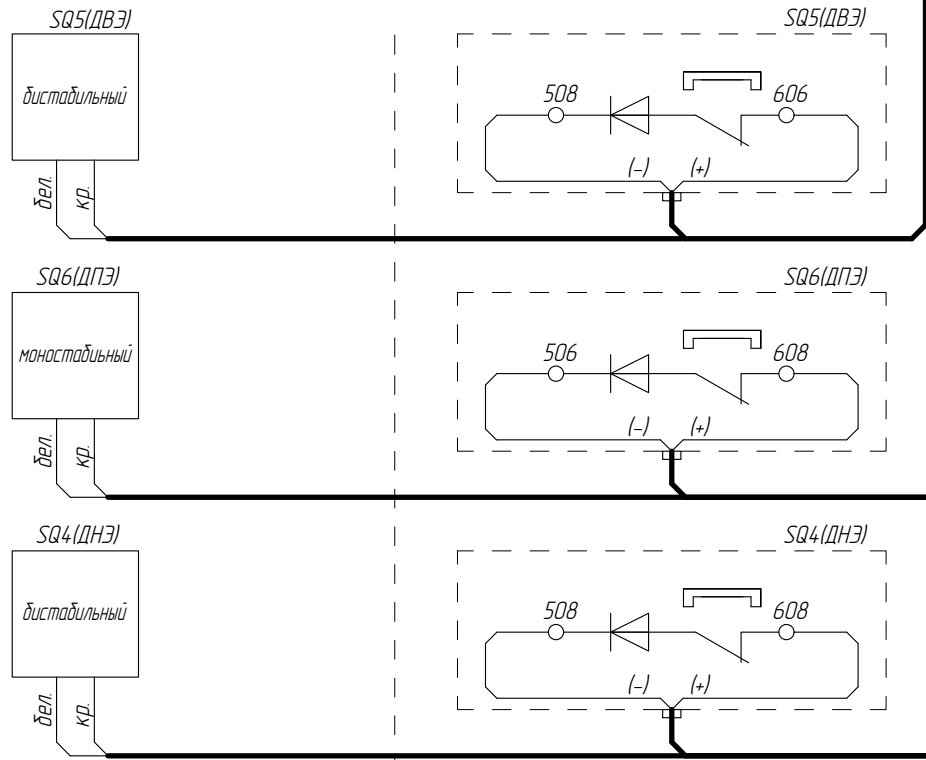 SQ5(ДВЭ)
SQ5(ДВЭ)
бистабильный
508
606
(-)
(+)
бел.
кр.
SQ6(ДПЭ)
SQ6(ДПЭ)
моностабиьный
506
608
(-)
(+)
бел.
кр.
SQ4(ДНЭ)
SQ4(ДНЭ)
бистабильный
508
608
(-)
(+)
бел.
кр.